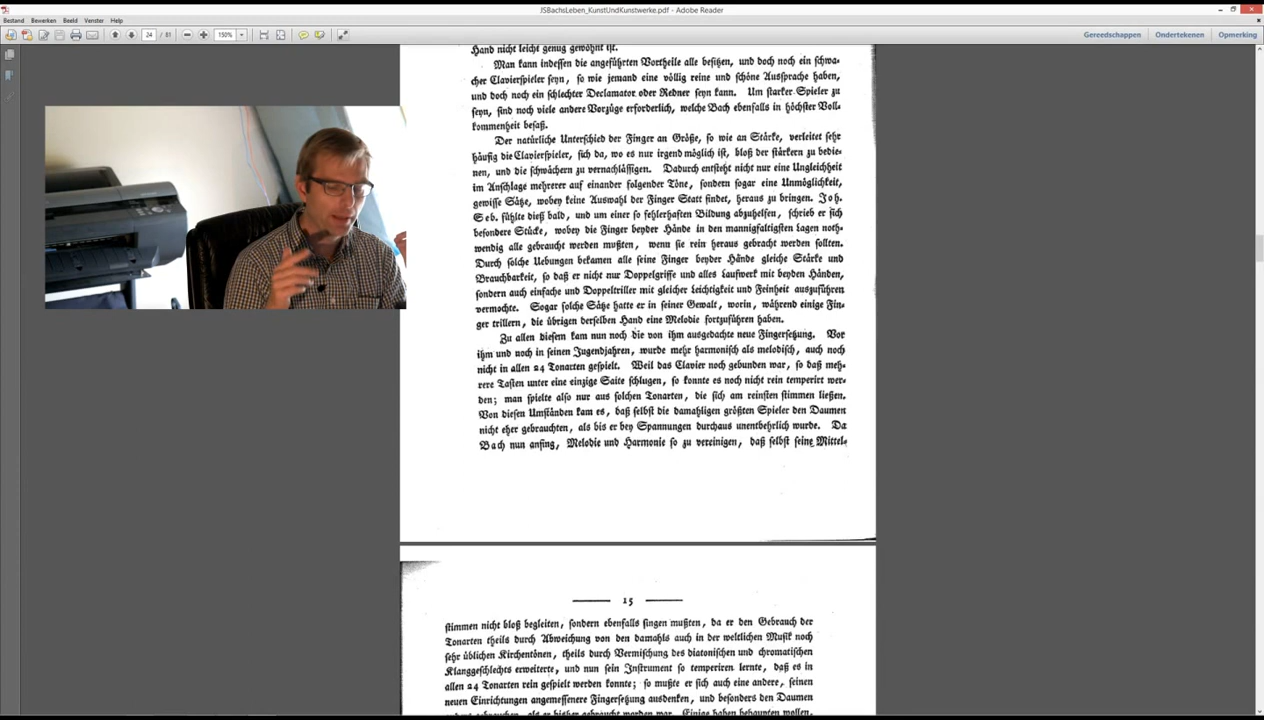 JSBachsLeben_KunstUndKunstwerke.pdf - Adobe Reader
Bestand Bewerken Beeld Venster Help
24 / 81 150% Gereedschappen Ondertekenen Opmerking
Hand nicht leicht genug gewöhnt ist.
Man kann indessen die angeführten Vortheile alle besitzen, und doch noch ein schwa-
cher Clavierspieler seyn, so wie jemand eine völlig reine und schöne Aussprache haben,
und doch noch ein schlechter Declamator oder Redner seyn kann. Um starker Spieler zu
seyn, sind noch viele andere Vorzüge erforderlich, welche Bach ebenfalls in höchster Voll-
kommenheit besaß.
Der natürliche Unterschied der Finger an Größe, so wie an Stärke, verleitet sehr
häufig die Clavierspieler, sich da, wo es nur irgend möglich ist, bloß der stärkern zu bedie-
nen, und die schwächern zu vernachlässigen. Dadurch entsteht nicht nur eine Ungleichheit
im Anschlage mehrerer auf einander folgender Töne, sondern sogar eine Unmöglichkeit,
gewisse Sätze, wobey keine Auswahl der Finger Statt findet, heraus zu bringen. Joh.
Seb. fühlte dieß bald, und um einer so fehlerhaften Bildung abzuhelfen, schrieb er sich
besondere Stücke, wobey die Finger beyder Hände in den mannigfaltigsten Lagen noth-
wendig alle gebraucht werden mußten, wenn sie rein heraus gebracht werden sollten.
Durch solche Uebungen bekamen alle seine Finger beyder Hände gleiche Stärke und
Brauchbarkeit, so daß er nicht nur Doppelgriffe und alles Laufwerk mit beyden Händen,
sondern auch einfache und Doppeltriller mit gleicher Leichtigkeit und Feinheit auszuführen
vermochte. Sogar solche Sätze hatte er in seiner Gewalt, worin, während einige Fin-
ger trillern, die übrigen derselben Hand eine Melodie fortzuführen haben.
Zu allen diesem kam nun noch die von ihm ausgedachte neue Fingersetzung. Vor
ihm und noch in seinen Jugendjahren, wurde mehr harmonisch als melodisch, auch noch
nicht in allen 24 Tonarten gespielt. Weil das Clavier noch gebunden war, so daß meh-
rere Tasten unter eine einzige Saite schlugen, so konnte es noch nicht rein temperirt wer-
den; man spielte also nur aus solchen Tonarten, die sich am reinsten stimmen ließen.
Von diesen Umständen kam es, daß selbst die damahligen größten Spieler den Daumen
nicht eher gebrauchten, als bis er bey Spannungen durchaus unentbehrlich wurde. Da
Bach nun anfing, Melodie und Harmonie so zu vereinigen, daß selbst seine Mittel-
15
stimmen nicht bloß begleiten, sondern ebenfalls singen mußten, da er den Gebrauch der
Tonarten theils durch Abweichung von den damahls auch in der weltlichen Musik noch
sehr üblichen Kirchentönen, theils durch Vermischung des diatonischen und chromatischen
Klanggeschlechts erweiterte, und nun sein Instrument so temperiren lernte, daß es in
allen 24 Tonarten rein gespielt werden konnte; so mußte er sich auch eine andere, seinen
neuen Einrichtungen angemessenere Fingersetzung ausdenken, und besonders den Daumen